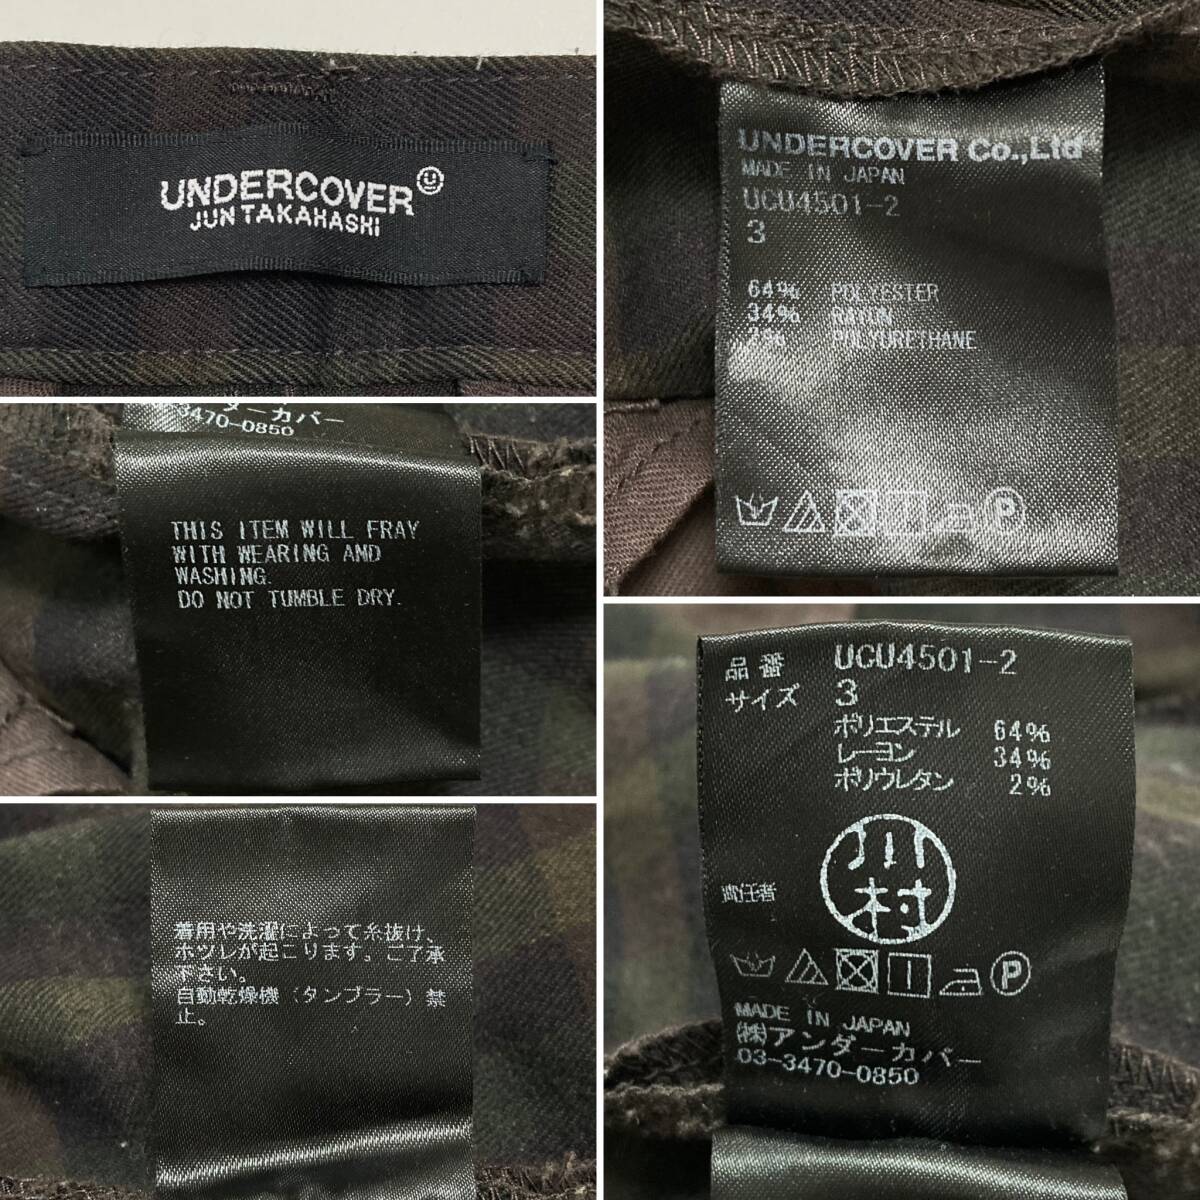 UNDERCOVER
JUN TAKAHASHI
UNDERCOVER Co.,Ltd
MADE IN JAPAN
UCU4501-2
3
64% POLYESTER
34% RAYON
2% POLYURETHANE
P
ンダーカバー
3470-0850
THIS ITEM WILL FRAY
WITH WEARING AND
WASHING.
DO NOT TUMBLE DRY.
品番 UCU4501-2
サイズ 3
ポリエステル 64%
レーヨン 34%
ポリウレタン 2%
責任者
川村
P
MADE IN JAPAN
(株)アンダーカバー
03-3470-0850
着用や洗濯によって糸抜け、
ホツレが起こります。ご了承
下さい。
自動乾燥機(タンブラー)禁
止。